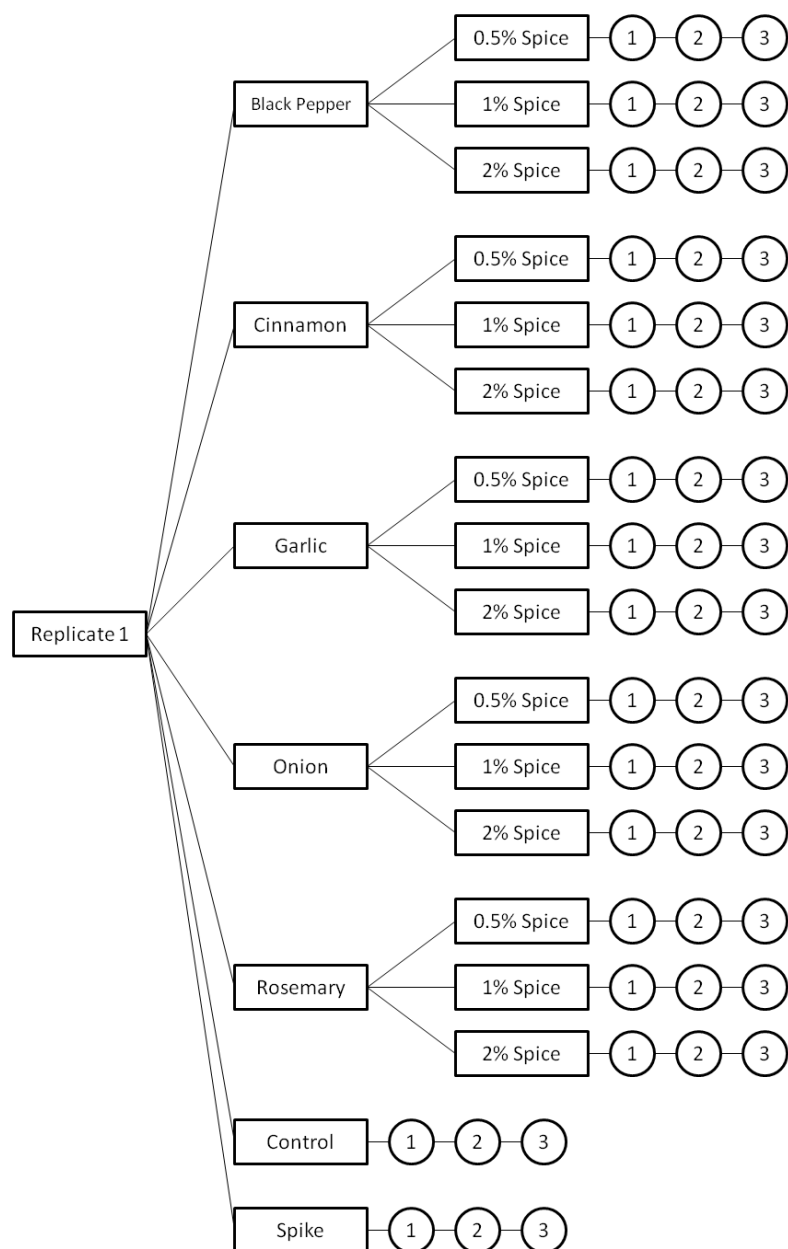 0.5% Spice 1 2 3
Black Pepper
1% Spice 1 2 3
2% Spice 1 2 3
0.5% Spice 1 2 3
Cinnamon
1% Spice 1 2 3
2% Spice 1 2 3
0.5% Spice 1 2 3
Garlic
1% Spice 1 2 3
2% Spice 1 2 3
Replicate 1
0.5% Spice 1 2 3
Onion
1% Spice 1 2 3
2% Spice 1 2 3
0.5% Spice 1 2 3
Rosemary
1% Spice 1 2 3
2% Spice 1 2 3
Control 1 2 3
Spike 1 2 3